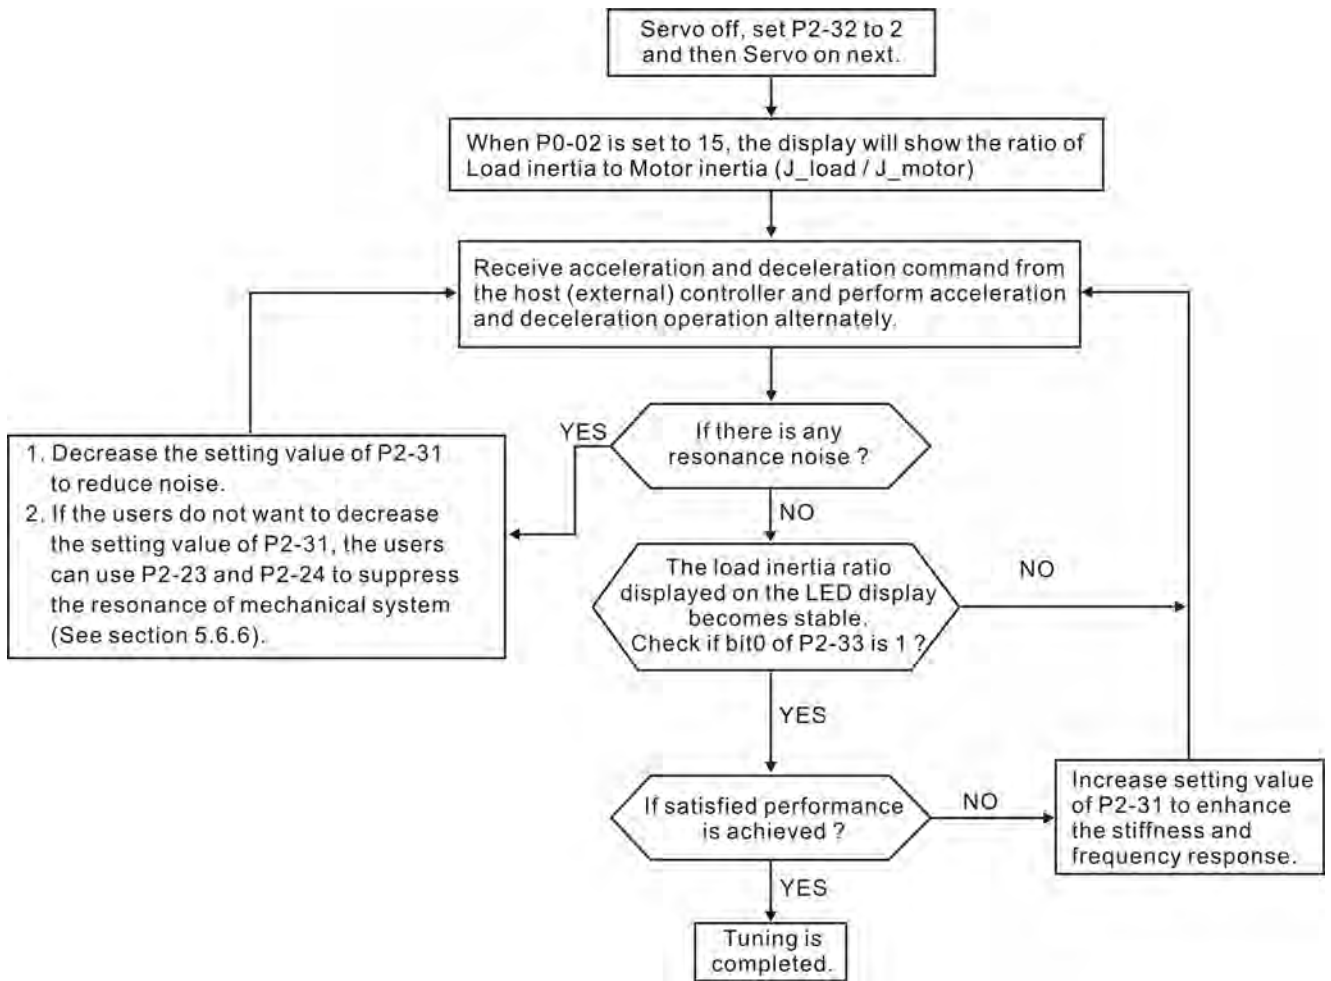 Servo off, set P2-32 to 2
and then Servo on next.
When P0-02 is set to 15, the display will show the ratio of
Load inertia to Motor inertia (J_load / J_motor)
Receive acceleration and deceleration command from
the host (external) controller and perform acceleration
and deceleration operation alternately.
If there is any
resonance noise ?
YES
1. Decrease the setting value of P2-31
to reduce noise.
2. If the users do not want to decrease
the setting value of P2-31, the users
can use P2-23 and P2-24 to suppress
the resonance of mechanical system
(See section 5.6.6).
NO
The load inertia ratio
displayed on the LED display
becomes stable.
Check if bit0 of P2-33 is 1 ?
NO
YES
If satisfied performance
is achieved ?
NO
Increase setting value
of P2-31 to enhance
the stiffness and
frequency response.
YES
Tuning is
completed.